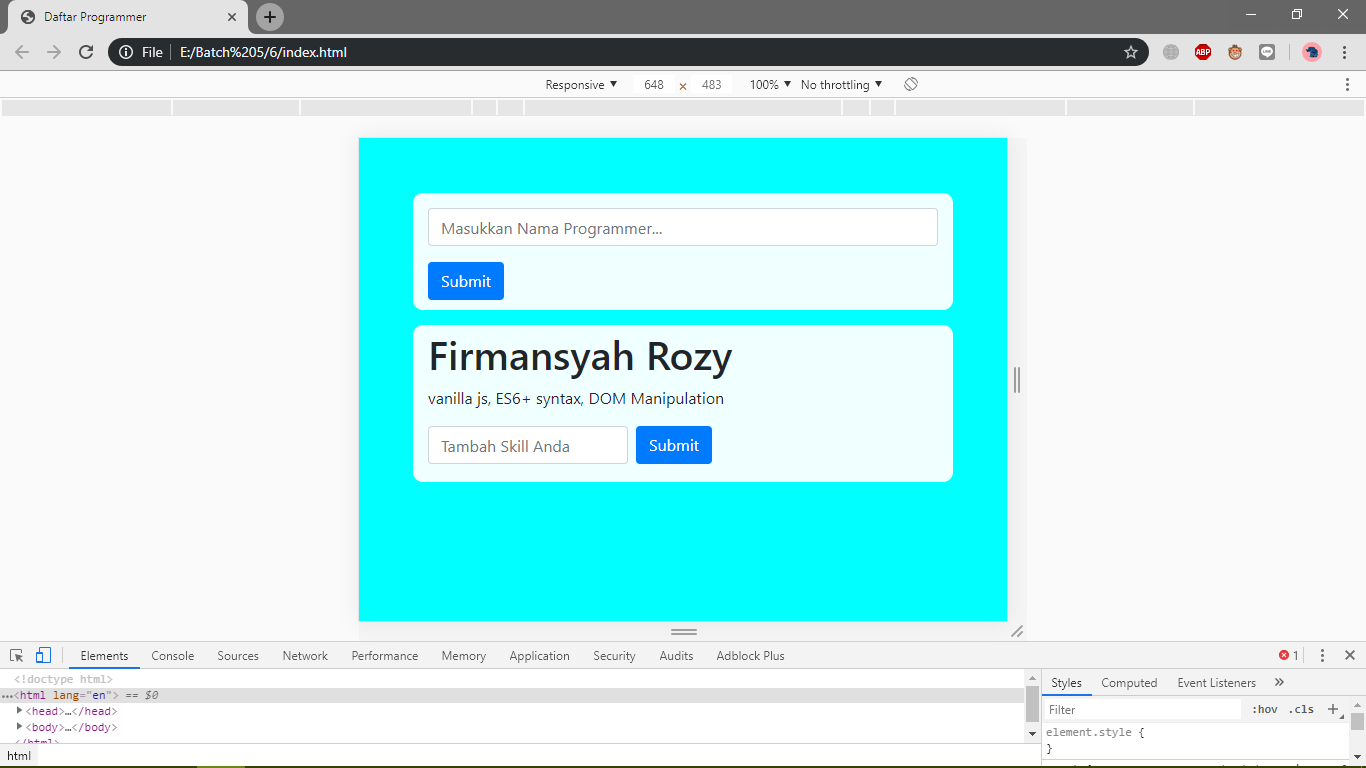 Daftar Programmer
File E:/Batch%205/6/index.html
ABP
LINE
Responsive 648 × 483 100% No throttling
Masukkan Nama Programmer...
Submit
Firmansyah Rozy
vanilla js, ES6+ syntax, DOM Manipulation
Tambah Skill Anda Submit
Elements Console Sources Network Performance Memory Application Security Audits Adblock Plus 1
<!doctype html>
…<html lang="en"> == $0
<head>…</head>
<body>…</body>
</html>
html
Styles Computed Event Listeners »
Filter :hov .cls +
element.style {
}